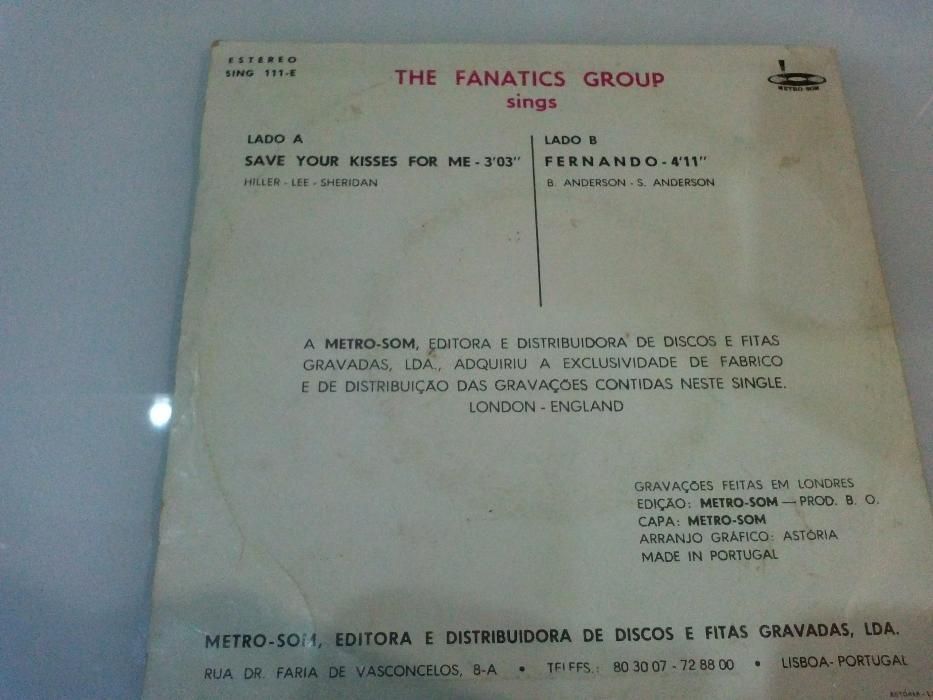 ESTEREO
SING 111-E
THE FANATICS GROUP
sings
METRO-SOM
LADO A
SAVE YOUR KISSES FOR ME - 3'03"
HILLER - LEE - SHERIDAN
LADO B
FERNANDO - 4'11"
B. ANDERSON - S. ANDERSON
A METRO-SOM, EDITORA E DISTRIBUIDORA DE DISCOS E FITAS
GRAVADAS, LDA., ADQUIRIU A EXCLUSIVIDADE DE FABRICO
E DE DISTRIBUIÇÃO DAS GRAVAÇÕES CONTIDAS NESTE SINGLE.
LONDON - ENGLAND
GRAVAÇÕES FEITAS EM LONDRES
EDIÇÃO: METRO-SOM — PROD. B. O.
CAPA: METRO-SOM
ARRANJO GRÁFICO: ASTÓRIA
MADE IN PORTUGAL
METRO-SOM, EDITORA E DISTRIBUIDORA DE DISCOS E FITAS GRAVADAS, LDA.
RUA DR. FARIA DE VASCONCELOS, 8-A • TELEFS.: 80 30 07 - 72 88 00 • LISBOA - PORTUGAL